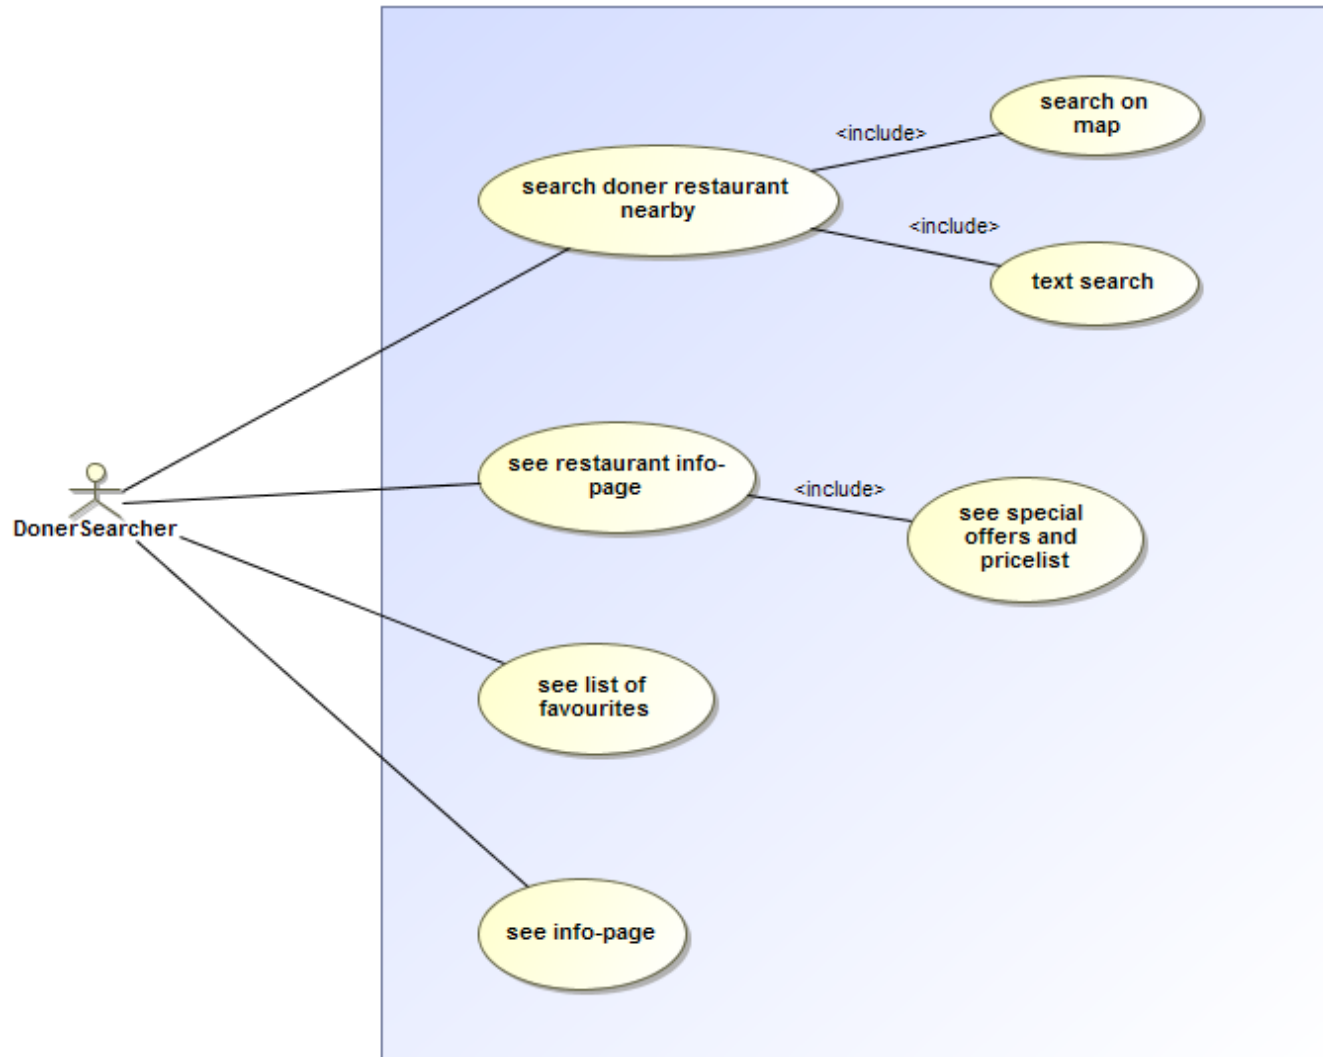 search on
map
<include>
search doner restaurant
nearby
<include>
text search
see restaurant info-
page
<include>
see special
offers and
pricelist
DonerSearcher
see list of
favourites
see info-page